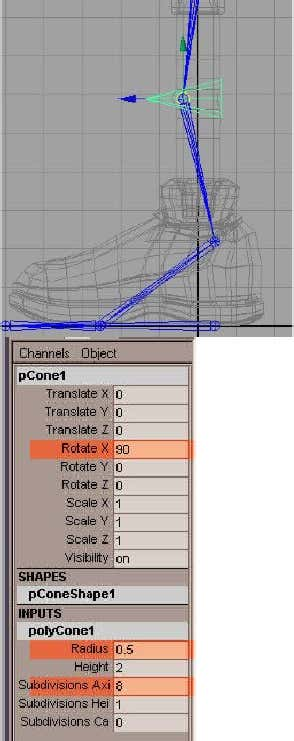 Channels Object
pCone1
Translate X 0
Translate Y 0
Translate Z 0
Rotate X 90
Rotate Y 0
Rotate Z 0
Scale X 1
Scale Y 1
Scale Z 1
Visibility on
SHAPES
pConeShape1
INPUTS
polyCone1
Radius 0.5
Height 2
Subdivisions Axi 8
Subdivisions Hei 1
Subdivisions Ca 0